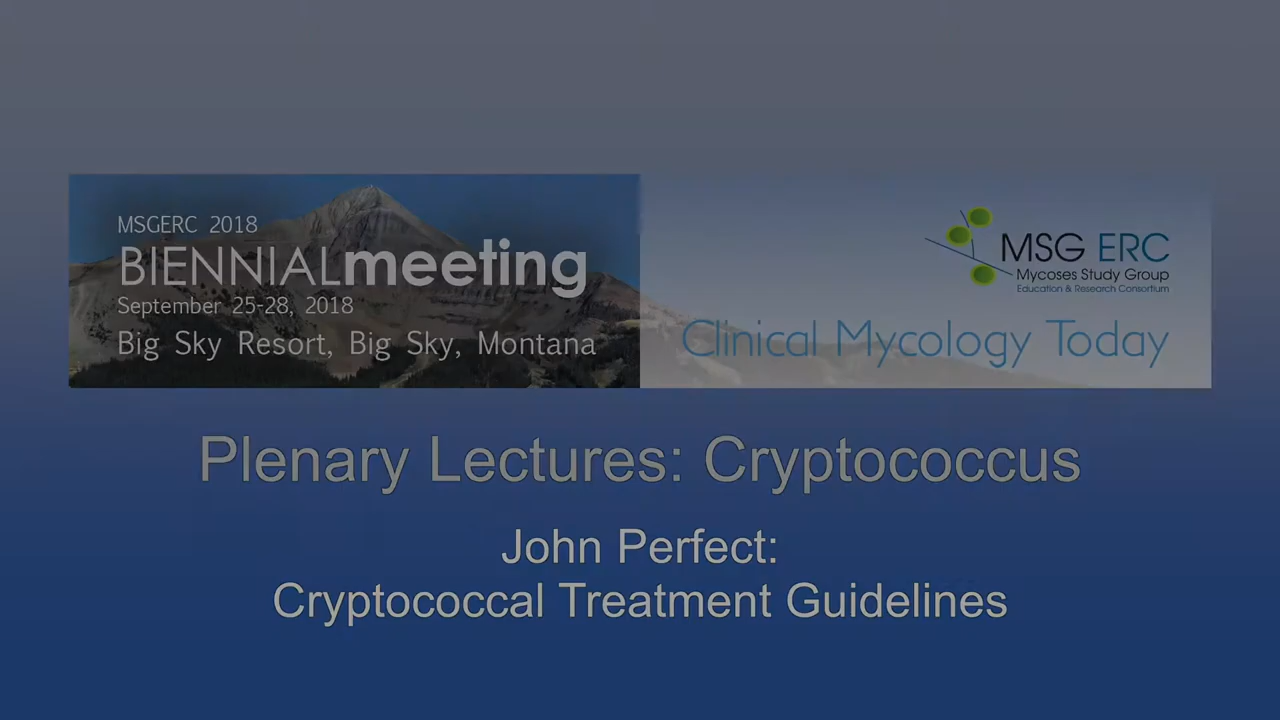 MSGERC 2018
BIENNIALmeeting
September 25-28, 2018
Big Sky Resort, Big Sky, Montana
MSG ERC
Mycoses Study Group
Education & Research Consortium
Clinical Mycology Today
Plenary Lectures: Cryptococcus
John Perfect:
Cryptococcal Treatment Guidelines